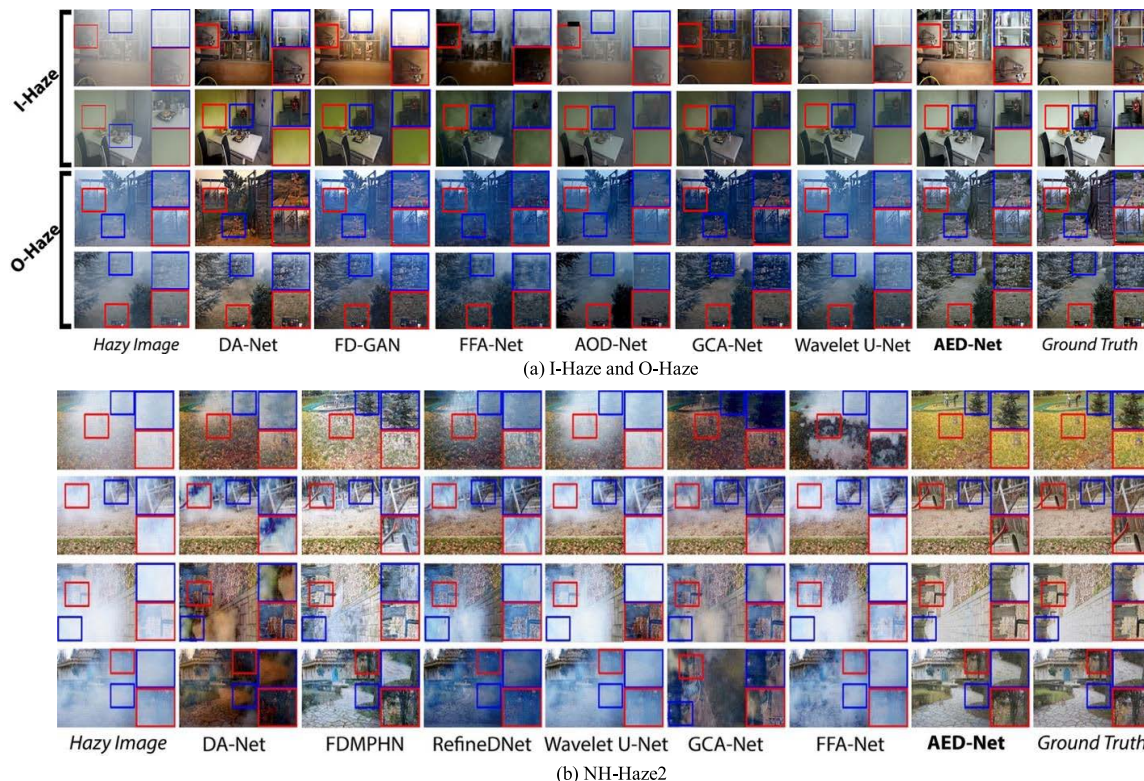 I-Haze
O-Haze
Hazy Image DA-Net FD-GAN FFA-Net AOD-Net GCA-Net Wavelet U-Net AED-Net Ground Truth
(a) I-Haze and O-Haze
Hazy Image DA-Net FDMPHN RefineDNet Wavelet U-Net GCA-Net FFA-Net AED-Net Ground Truth
(b) NH-Haze2